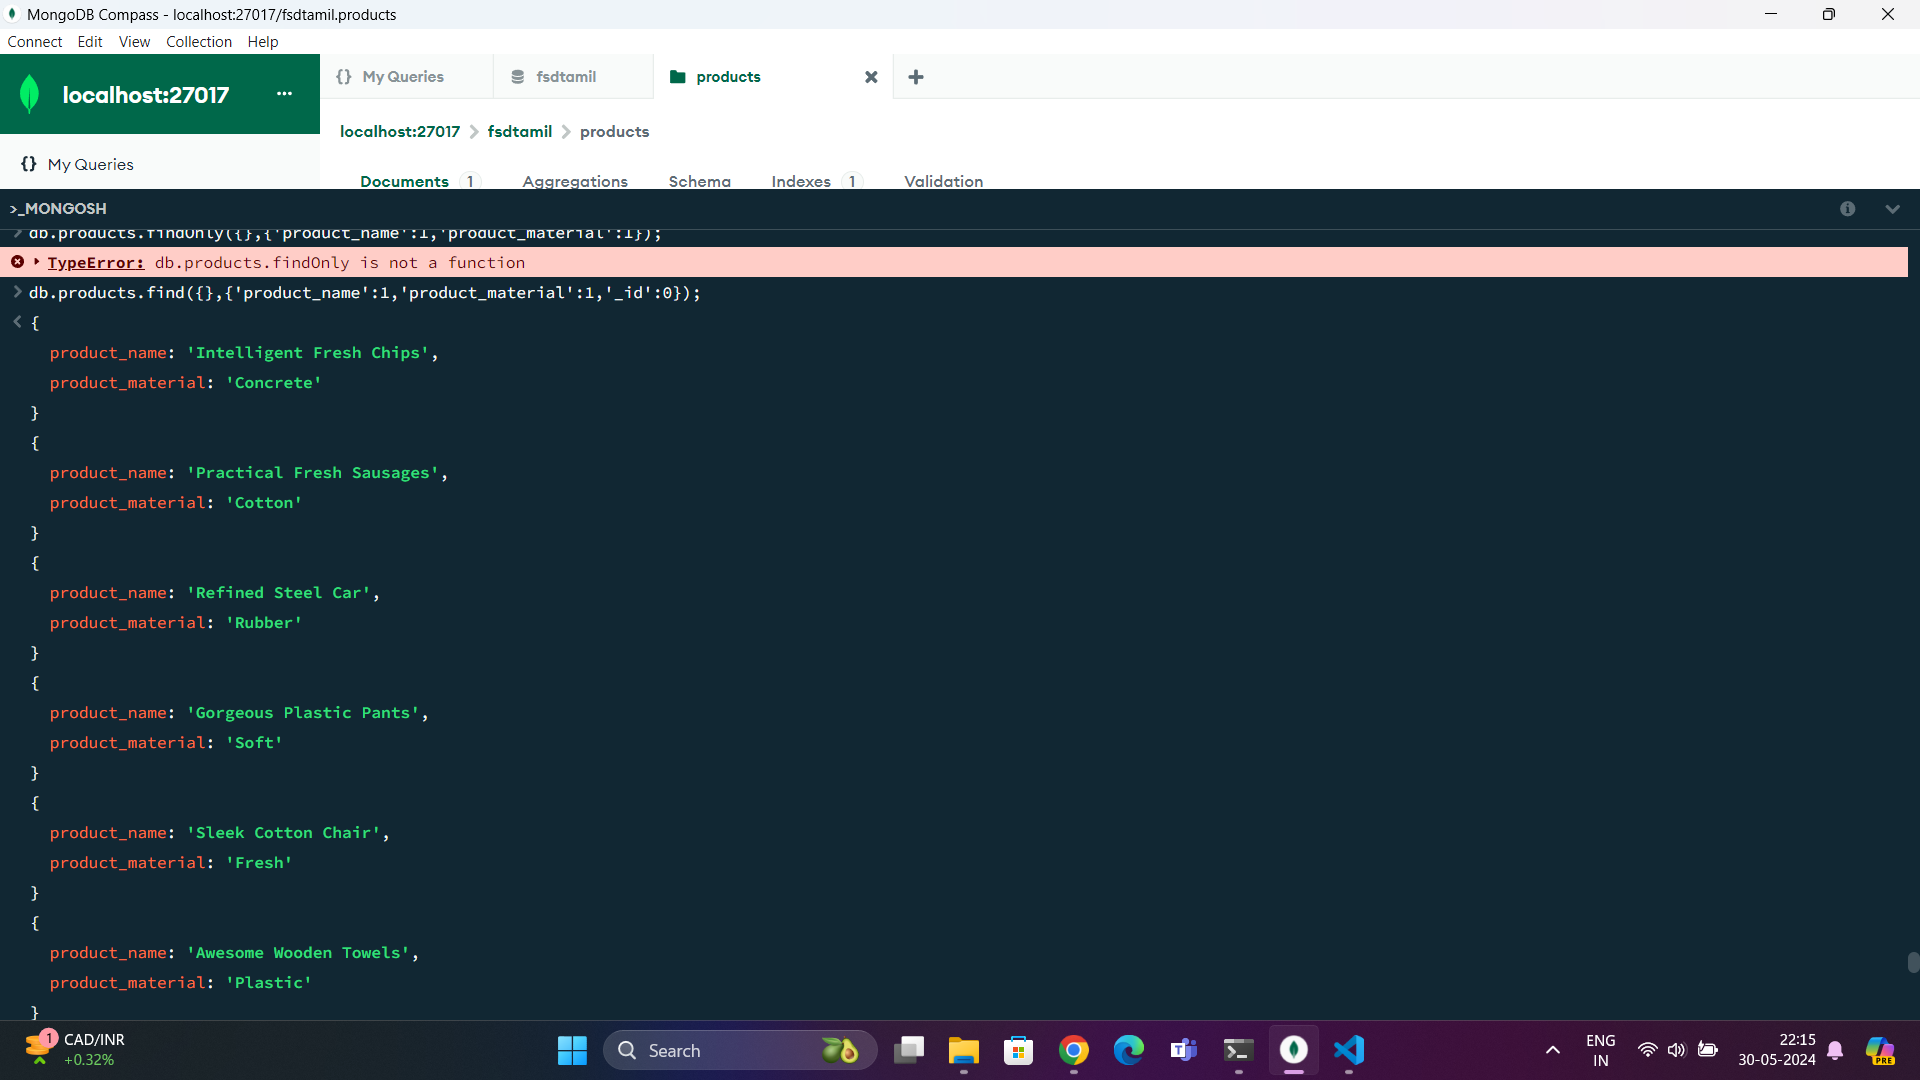 MongoDB Compass - localhost:27017/fsdtamil.products
Connect Edit View Collection Help
localhost:27017 ...
{} My Queries
fsdtamil
products
localhost:27017 > fsdtamil > products
{} My Queries
Documents 1 Aggregations Schema Indexes 1 Validation
>_MONGOSH
> db.products.findOnly({},{'product_name':1,'product_material':1});
TypeError: db.products.findOnly is not a function
> db.products.find({},{'product_name':1,'product_material':1,'_id':0});
< {
product_name: 'Intelligent Fresh Chips',
product_material: 'Concrete'
}
{
product_name: 'Practical Fresh Sausages',
product_material: 'Cotton'
}
{
product_name: 'Refined Steel Car',
product_material: 'Rubber'
}
{
product_name: 'Gorgeous Plastic Pants',
product_material: 'Soft'
}
{
product_name: 'Sleek Cotton Chair',
product_material: 'Fresh'
}
{
product_name: 'Awesome Wooden Towels',
product_material: 'Plastic'
}
1
CAD/INR
+0.32%
Search
ENG
IN
22:15
30-05-2024
PRE